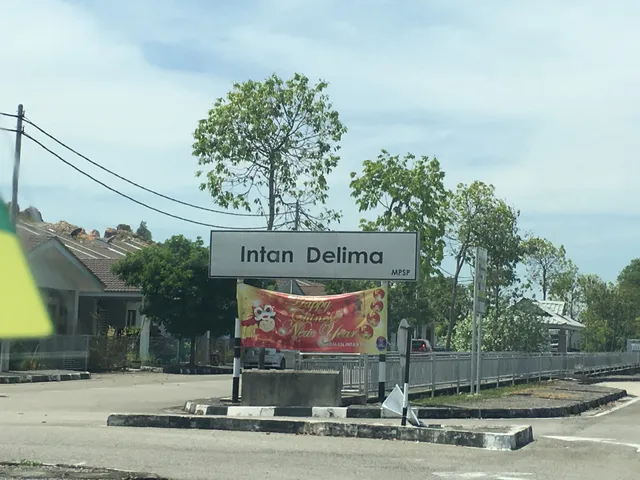 Intan Delima
MPSP
Happy
Chinese
New Year